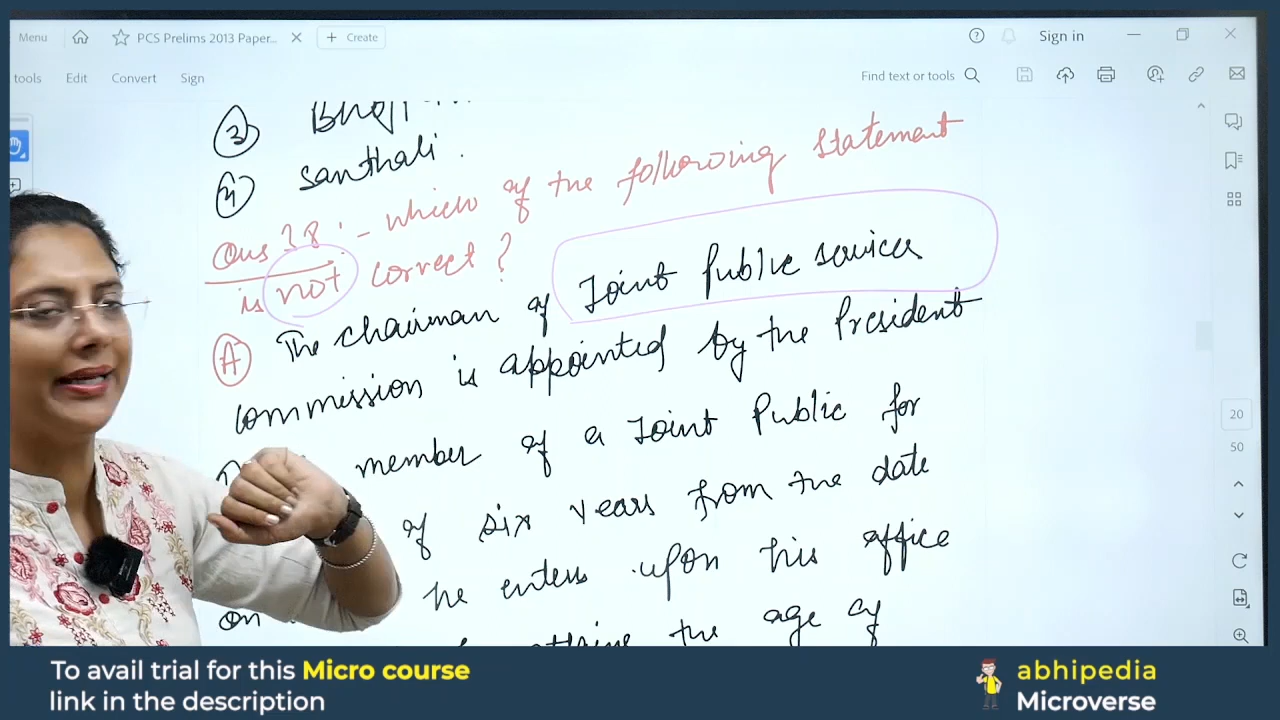 Menu
PCS Prelims 2013 Paper...
Create
Sign in
tools Edit Convert Sign
Find text or tools
3
4 Santhali.
Ques 38:- which of the following statement
is not correct?
A The chairman of Joint Public services
commission is appointed by the President
member of a Joint Public for
of six years from the date
on he enters upon his office
the age of
20
50
To avail trial for this Micro course
link in the description
abhipedia
Microverse